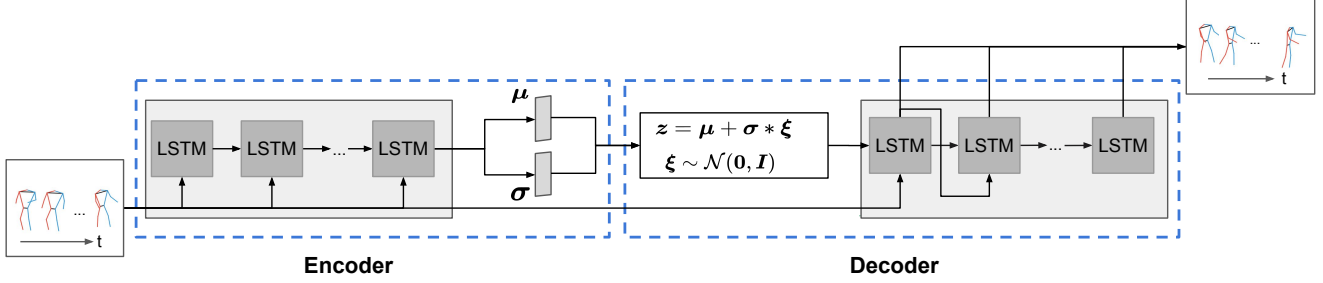 ... t
LSTM LSTM ... LSTM
μ
σ
Encoder
z = μ + σ * ξ
ξ ∼ 𝒩(0, I)
LSTM LSTM ... LSTM
Decoder
... t